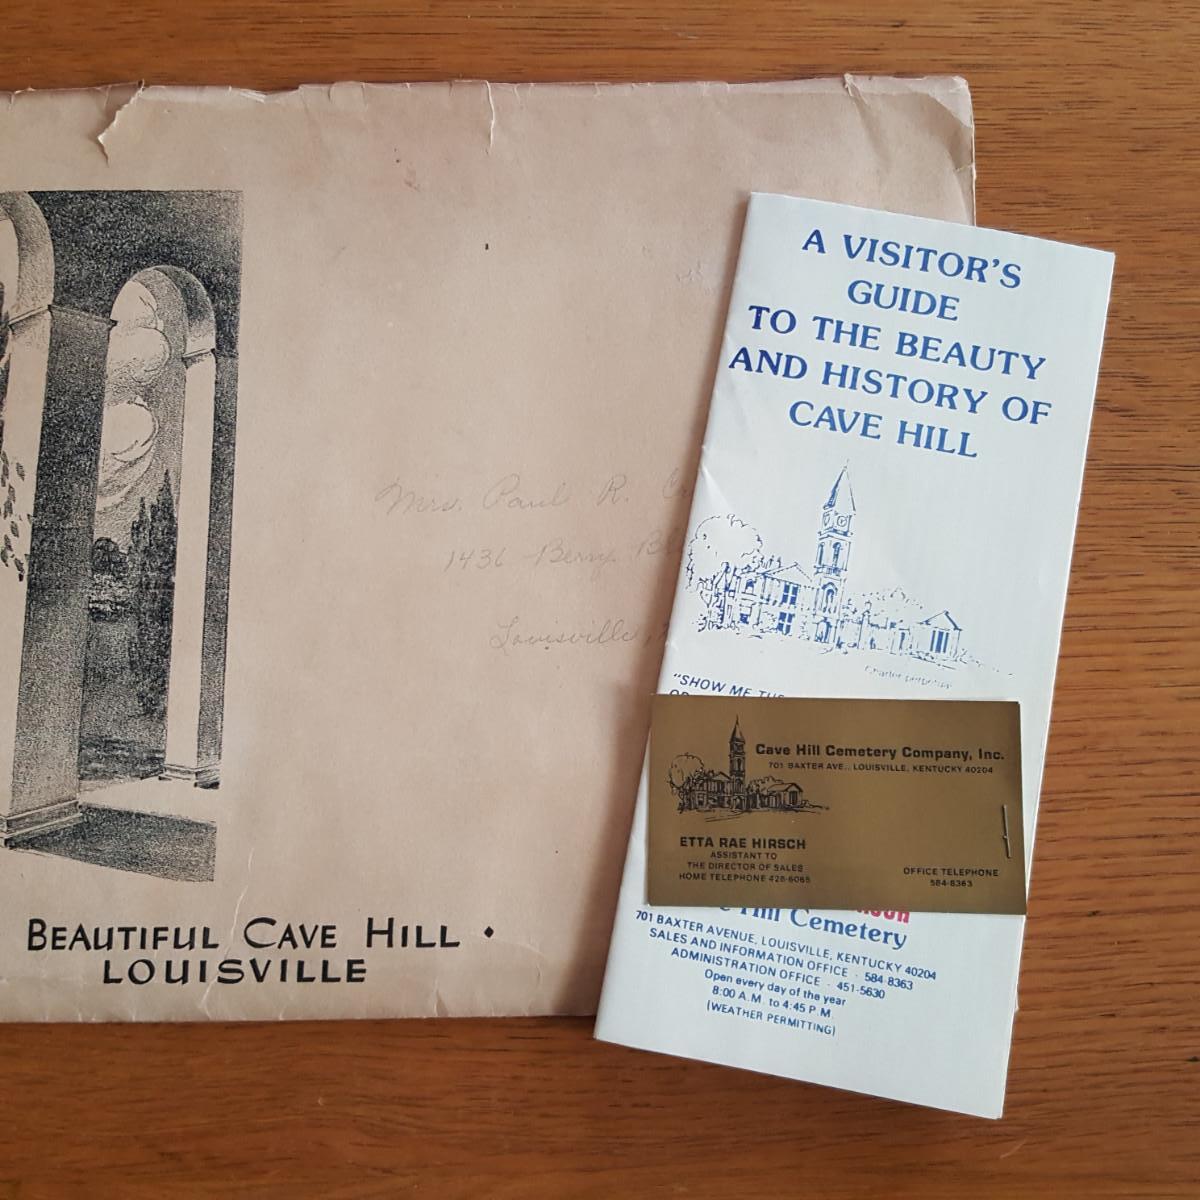 Mrs. Paul R.
1436 Berry
Louisville,
BEAUTIFUL CAVE HILL •
LOUISVILLE
A VISITOR'S
GUIDE
TO THE BEAUTY
AND HISTORY OF
CAVE HILL
"SHOW ME
Cave Hill Cemetery Company, Inc.
701 BAXTER AVE., LOUISVILLE, KENTUCKY 40204
ETTA RAE HIRSCH
ASSISTANT TO
THE DIRECTOR OF SALES
HOME TELEPHONE 428-6065
OFFICE TELEPHONE
584-8363
Hill Cemetery
701 BAXTER AVENUE, LOUISVILLE, KENTUCKY 40204
SALES AND INFORMATION OFFICE · 584-8363
ADMINISTRATION OFFICE · 451-5630
Open every day of the year
8:00 A.M. to 4:45 P.M.
(WEATHER PERMITTING)